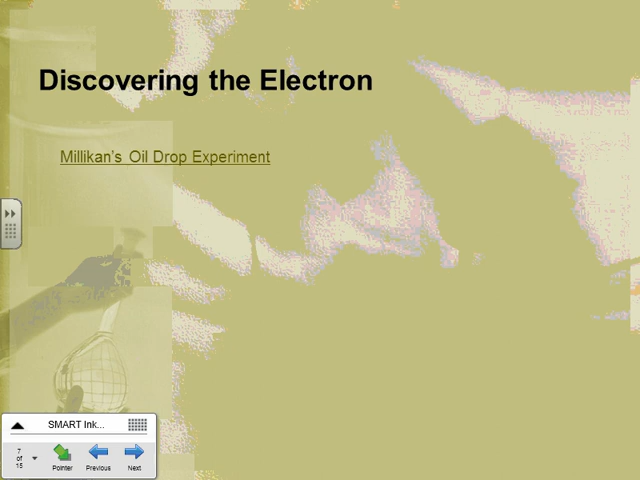 Discovering the Electron
Millikan's Oil Drop Experiment
SMART Ink...
7
of
15
Pointer
Previous
Next